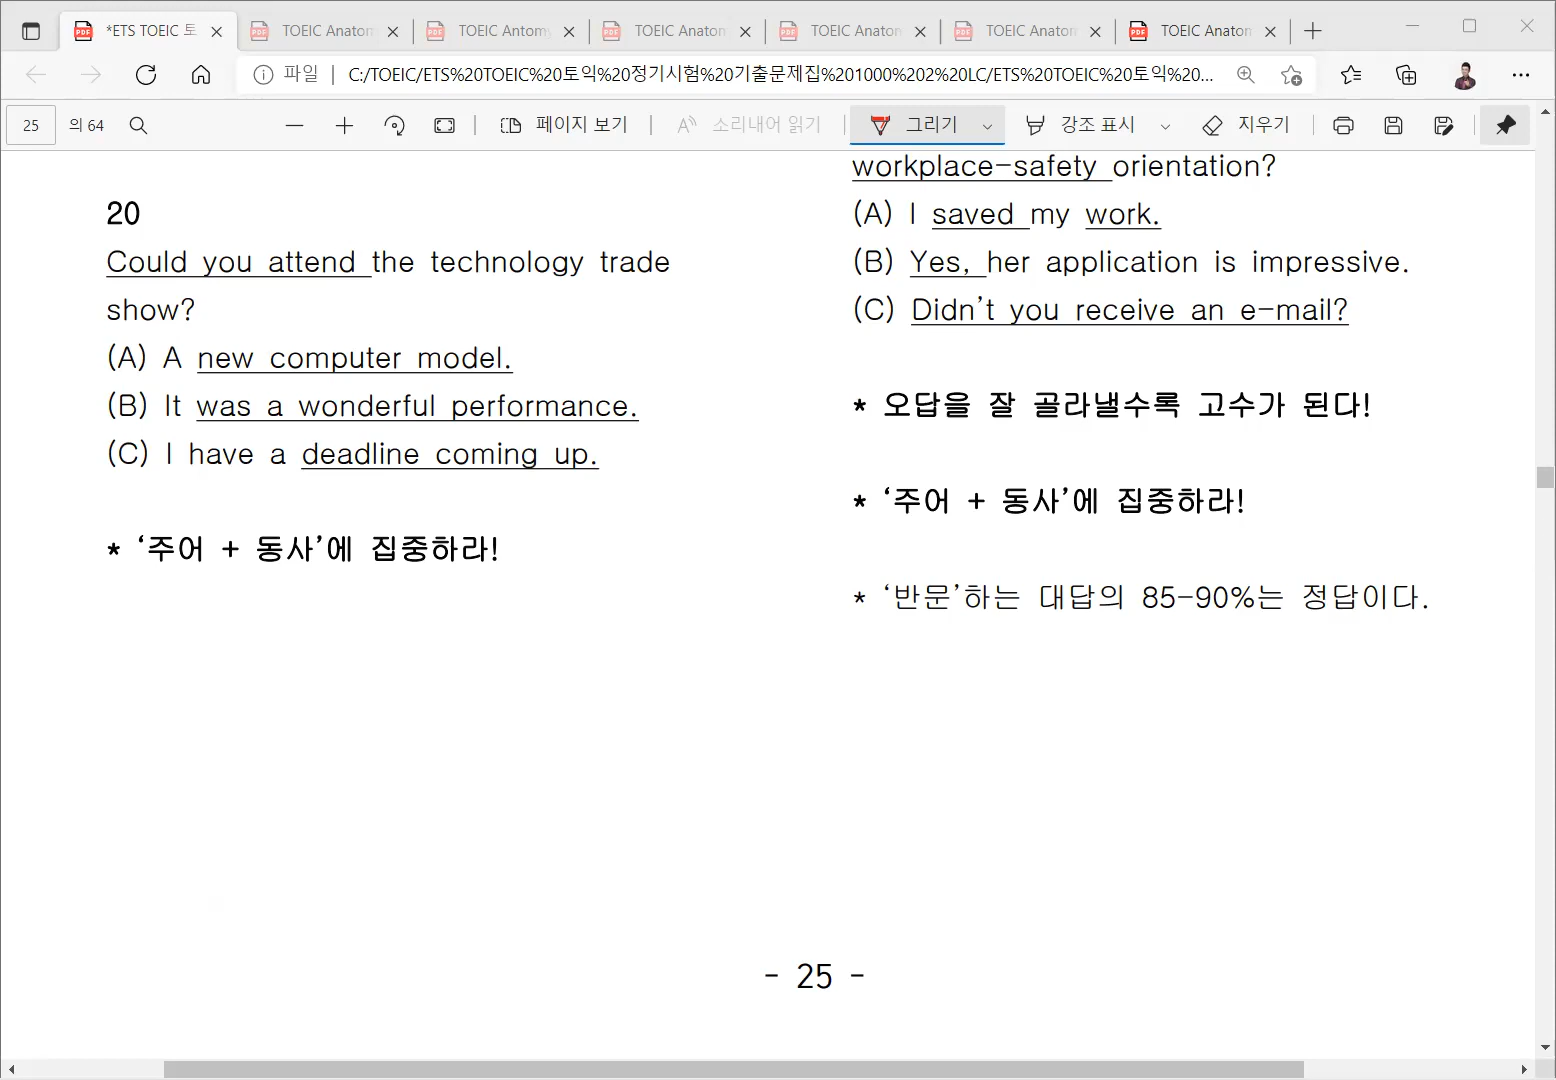 *ETS TOEIC 토
TOEIC Anaton
TOEIC Antom
TOEIC Anaton
TOEIC Anaton
TOEIC Anaton
TOEIC Anaton
파일
C:/TOEIC/ETS%20TOEIC%20토익%20정기시험%20기출문제집%201000%202%20LC/ETS%20TOEIC%20토익%20...
25
의 64
페이지 보기
소리내어 읽기
그리기
강조 표시
지우기
20
Could you attend the technology trade
show?
(A) A new computer model.
(B) It was a wonderful performance.
(C) I have a deadline coming up.
* ‘주어 + 동사’에 집중하라!
workplace-safety orientation?
(A) I saved my work.
(B) Yes, her application is impressive.
(C) Didn’t you receive an e-mail?
* 오답을 잘 골라낼수록 고수가 된다!
* ‘주어 + 동사’에 집중하라!
* ‘반문’하는 대답의 85-90%는 정답이다.
- 25 -